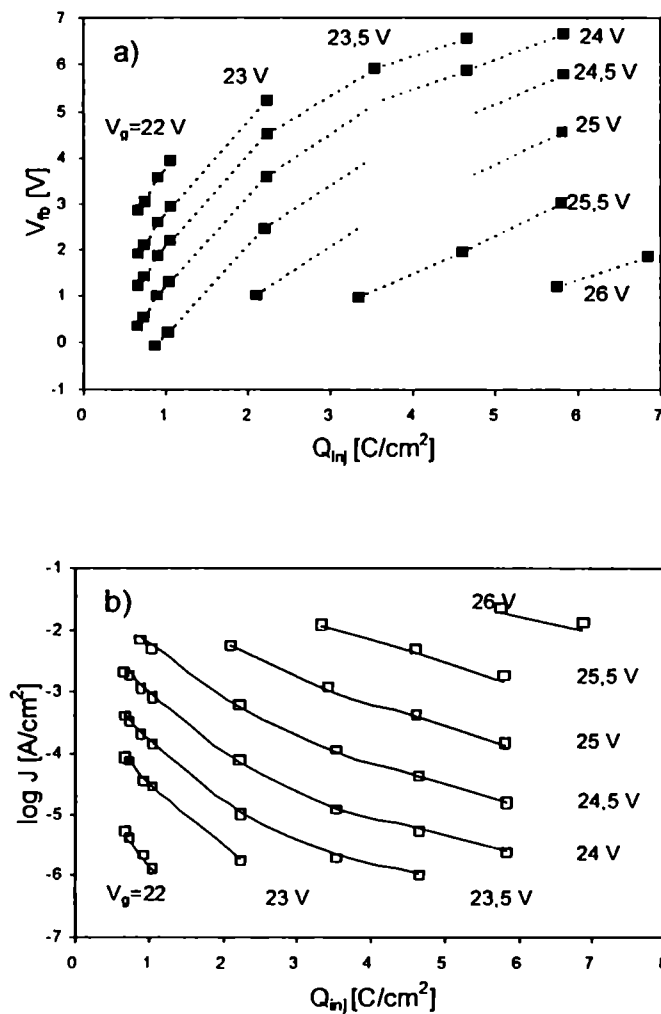 a)
23,5 V
24 V
23 V
24,5 V
V_g=22 V
25 V
25,5 V
26 V
V_fb [V]
7
6
5
4
3
2
1
0
-1
0 1 2 3 4 5 6 7
Q_inj [C/cm²]
b)
26 V
25,5 V
25 V
24,5 V
24 V
V_g=22
23 V
23,5 V
log J [A/cm²]
-1
-2
-3
-4
-5
-6
-7
0 1 2 3 4 5 6 7 8
Q_inj [C/cm²]